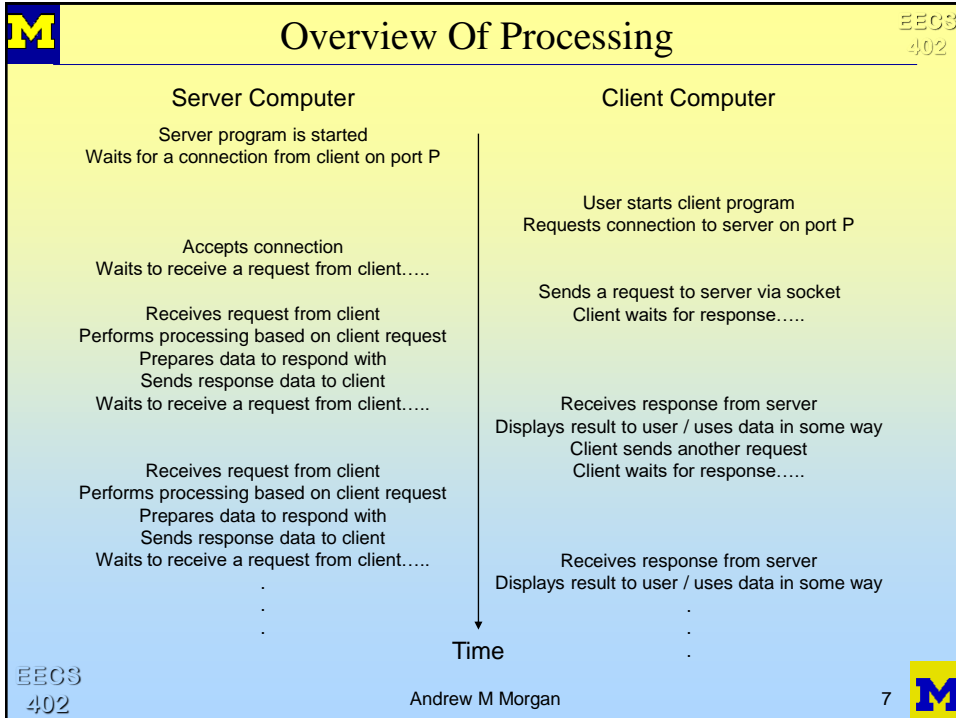 M
Overview Of Processing
EECS
402
Server Computer
Server program is started
Waits for a connection from client on port P
Accepts connection
Waits to receive a request from client…..
Receives request from client
Performs processing based on client request
Prepares data to respond with
Sends response data to client
Waits to receive a request from client…..
Receives request from client
Performs processing based on client request
Prepares data to respond with
Sends response data to client
Waits to receive a request from client…..
.
.
.
Client Computer
User starts client program
Requests connection to server on port P
Sends a request to server via socket
Client waits for response…..
Receives response from server
Displays result to user / uses data in some way
Client sends another request
Client waits for response…..
Receives response from server
Displays result to user / uses data in some way
.
.
.
Time
EECS
402
Andrew M Morgan
7
M